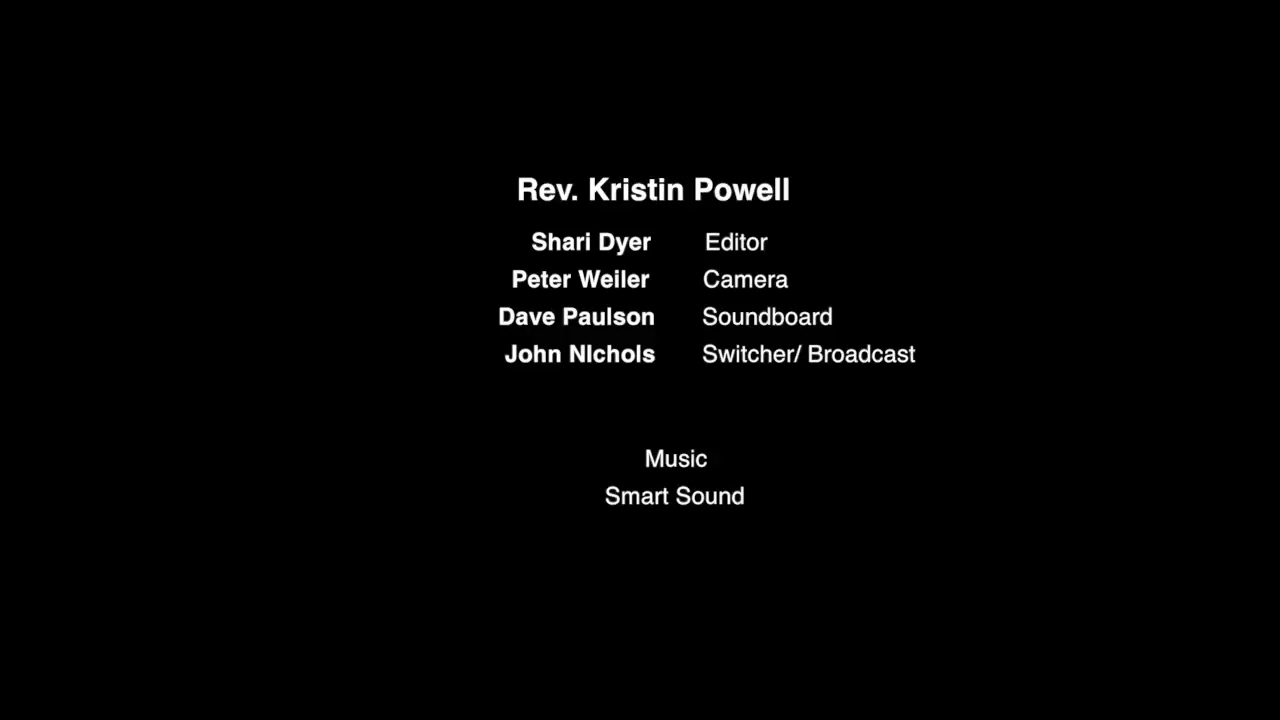 Rev. Kristin Powell
Shari Dyer Editor
Peter Weiler Camera
Dave Paulson Soundboard
John NIchols Switcher/ Broadcast
Music
Smart Sound